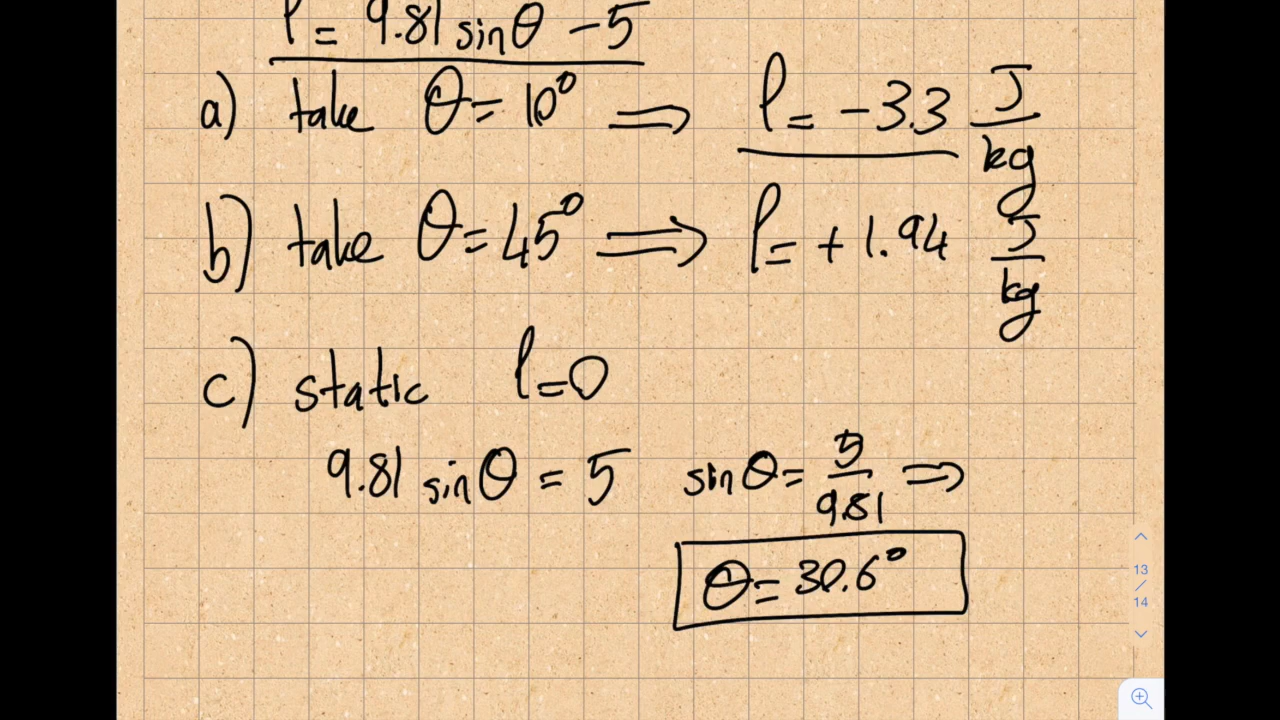 l = 9.81 sinθ − 5
a) take θ = 10° ⟹ l = −3.3 J/kg
b) take θ = 45° ⟹ l = +1.94 J/kg
c) static l = 0
9.81 sinθ = 5 sinθ = 5/9.81 ⟹
θ = 30.6°
13
/
14